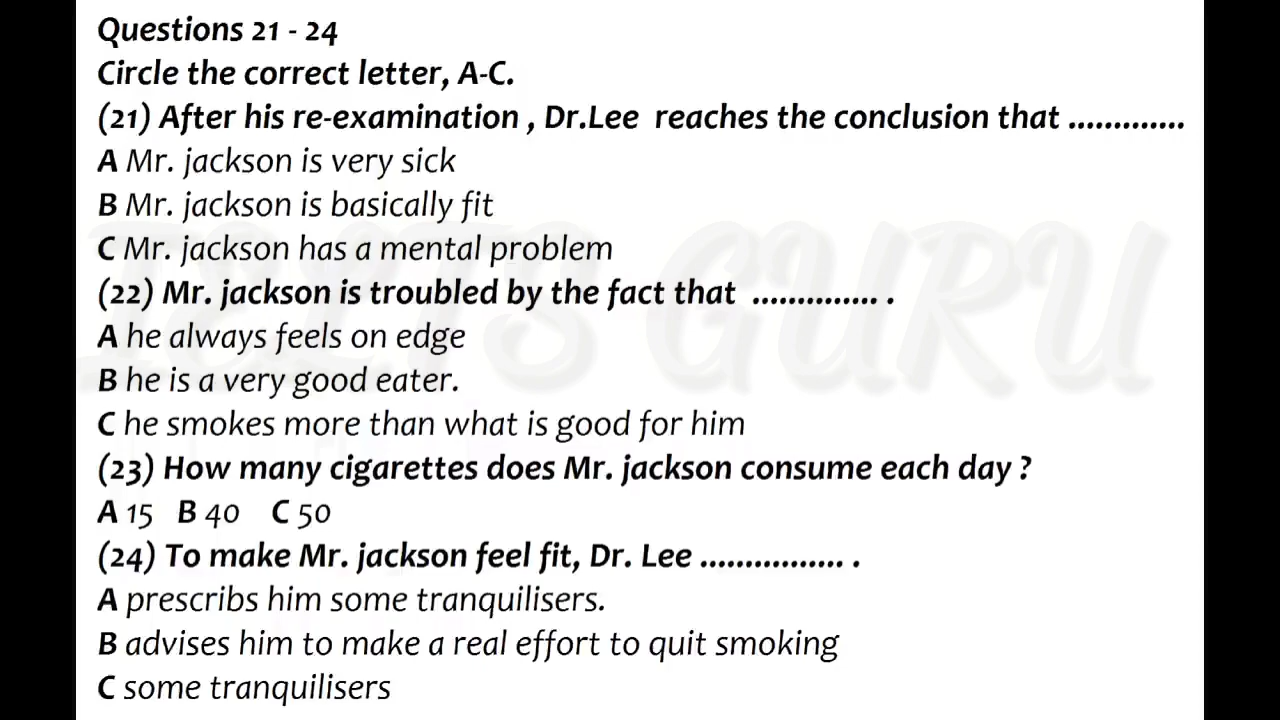 Questions 21 - 24
Circle the correct letter, A-C.
(21) After his re-examination , Dr.Lee reaches the conclusion that .............
A Mr. jackson is very sick
B Mr. jackson is basically fit
C Mr. jackson has a mental problem
(22) Mr. jackson is troubled by the fact that .............. .
A he always feels on edge
B he is a very good eater.
C he smokes more than what is good for him
(23) How many cigarettes does Mr. jackson consume each day ?
A 15 B 40 C 50
(24) To make Mr. jackson feel fit, Dr. Lee ................ .
A prescribs him some tranquilisers.
B advises him to make a real effort to quit smoking
C some tranquilisers
IELTS GURU